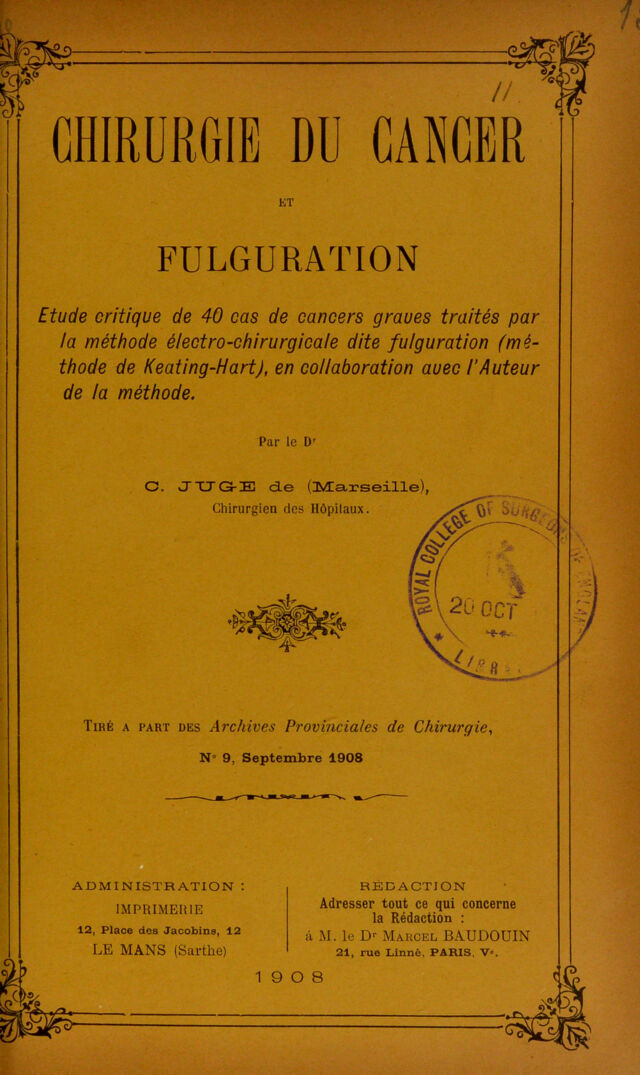 11.
CHIRURGIE DU CANCER
ET
FULGURATION
Etude critique de 40 cas de cancers graves traités par
la méthode électro-chirurgicale dite fulguration (mé-
thode de Keating-Hart), en collaboration avec l'Auteur
de la méthode.
Par le Dr
C. JUGE de (Marseille),
Chirurgien des Hôpitaux.
ROYAL COLLEGE OF SURGEONS OF
20 OCT
TIRÉ A PART DES Archives Provinciales de Chirurgie,
N° 9, Septembre 1908
ADMINISTRATION :
IMPRIMERIE
12, Place des Jacobins, 12
LE MANS (Sarthe)
RÉDACTION
Adresser tout ce qui concerne
la Rédaction :
à M. le Dr MARCEL BAUDOUIN
21, rue Linné, PARIS, Ve.
1908